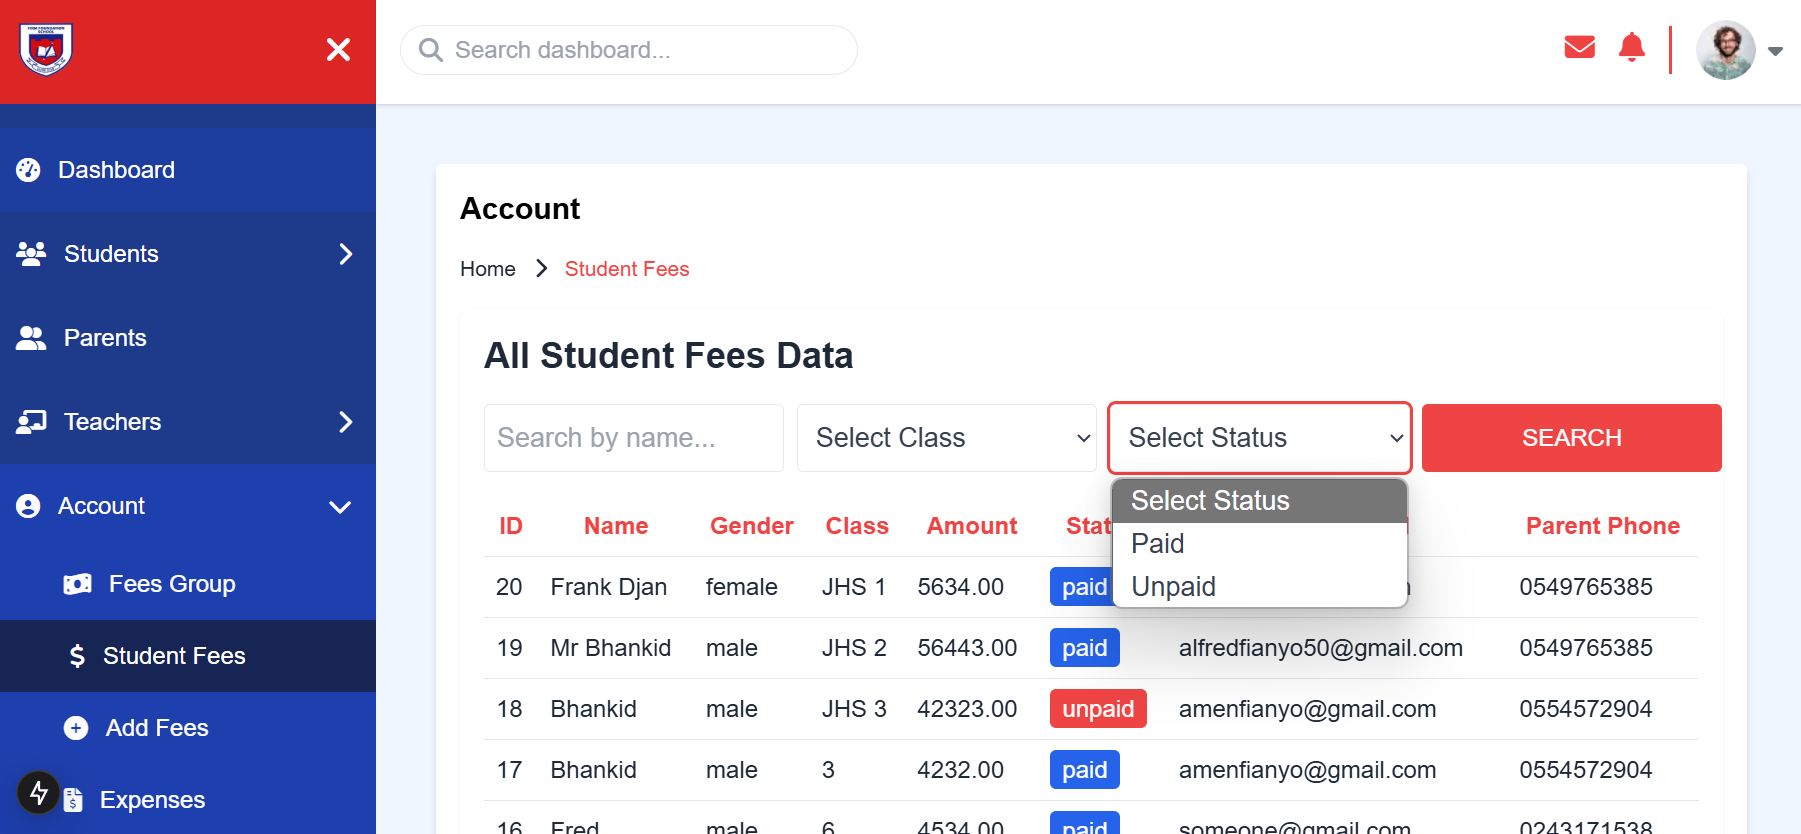 FIRM FOUNDATION
SCHOOL
Search dashboard...
Dashboard
Students
Parents
Teachers
Account
Fees Group
Student Fees
Add Fees
Expenses
Account
Home
Student Fees
All Student Fees Data
Search by name...
Select Class
Select Status
SEARCH
Select Status
Paid
Unpaid
ID Name Gender Class Amount Stat Parent Phone
20 Frank Djan female JHS 1 5634.00 paid 0549765385
19 Mr Bhankid male JHS 2 56443.00 paid alfredfianyo50@gmail.com 0549765385
18 Bhankid male JHS 3 42323.00 unpaid amenfianyo@gmail.com 0554572904
17 Bhankid male 3 4232.00 paid amenfianyo@gmail.com 0554572904
16 Fred male 6 4534.00 paid someone@gmail.com 0243171538